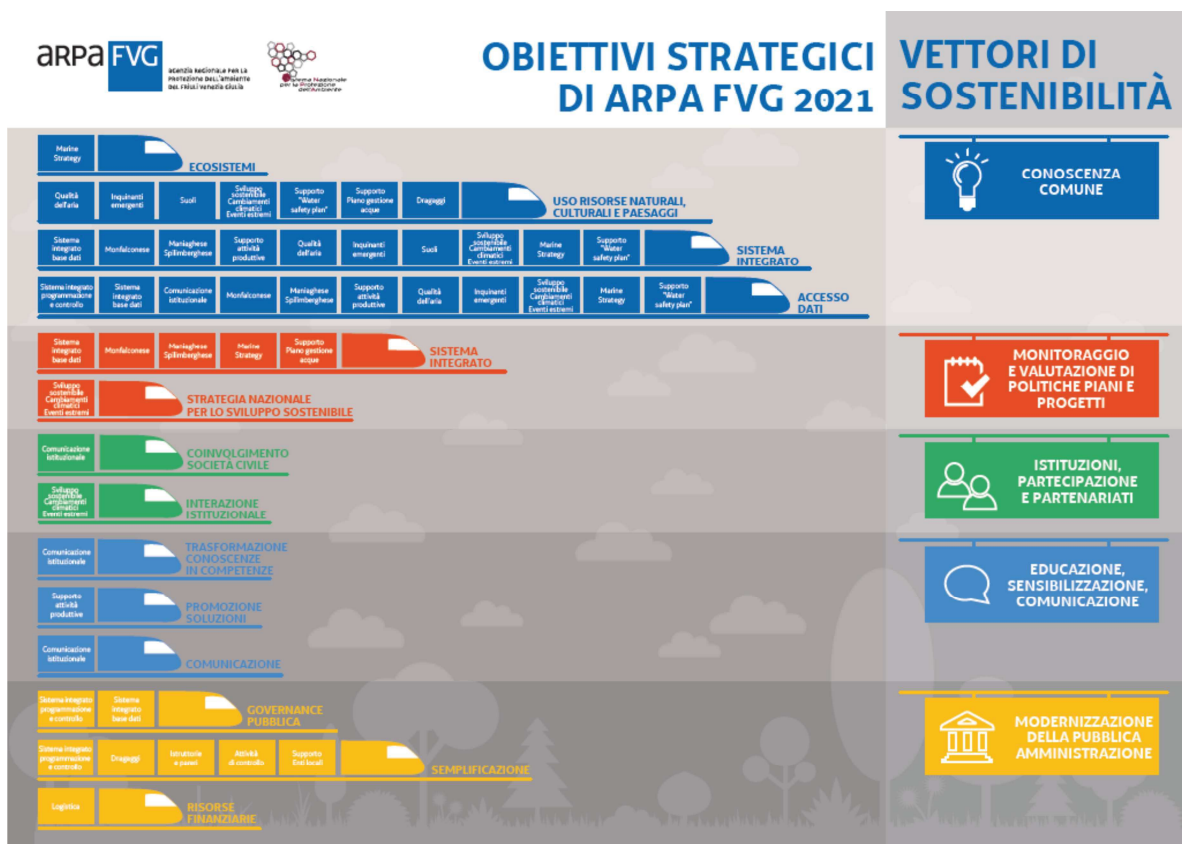 arpa FVG
agenzia regionale per la
protezione dell'ambiente
del friuli venezia giulia
Sistema Nazionale
per la Protezione
dell'Ambiente
OBIETTIVI STRATEGICI
DI ARPA FVG 2021
VETTORI DI
SOSTENIBILITÀ
Marine
Strategy
ECOSISTEMI
CONOSCENZA
COMUNE
Qualità
dell'aria
Inquinanti
emergenti
Suoli
Sviluppo
sostenibile
Cambiamenti
climatici
Eventi estremi
Supporto
"Water
safety plan"
Supporto
Piano gestione
acque
Dragaggi
USO RISORSE NATURALI,
CULTURALI E PAESAGGI
Sistema
integrato
base dati
Monfalconese
Maniaghese
Spilimberghese
Supporto
attività
produttive
Qualità
dell'aria
Inquinanti
emergenti
Suoli
Sviluppo
sostenibile
Cambiamenti
climatici
Eventi estremi
Marine
Strategy
Supporto
"Water
safety plan"
SISTEMA
INTEGRATO
Sistema integrato
programmazione
e controllo
Sistema
integrato
base dati
Comunicazione
istituzionale
Monfalconese
Maniaghese
Spilimberghese
Supporto
attività
produttive
Qualità
dell'aria
Inquinanti
emergenti
Sviluppo
sostenibile
Cambiamenti
climatici
Eventi estremi
Marine
Strategy
Supporto
"Water
safety plan"
ACCESSO
DATI
Sistema
integrato
base dati
Monfalconese
Maniaghese
Spilimberghese
Marine
Strategy
Supporto
Piano gestione
acque
SISTEMA
INTEGRATO
MONITORAGGIO
E VALUTAZIONE DI
POLITICHE PIANI E
PROGETTI
Sviluppo
sostenibile
Cambiamenti
climatici
Eventi estremi
STRATEGIA NAZIONALE
PER LO SVILUPPO SOSTENIBILE
Comunicazione
istituzionale
COINVOLGIMENTO
SOCIETÀ CIVILE
ISTITUZIONI,
PARTECIPAZIONE
E PARTENARIATI
Sviluppo
sostenibile
Cambiamenti
climatici
Eventi estremi
INTERAZIONE
ISTITUZIONALE
Comunicazione
istituzionale
TRASFORMAZIONE
CONOSCENZE
IN COMPETENZE
EDUCAZIONE,
SENSIBILIZZAZIONE,
COMUNICAZIONE
Supporto
attività
produttive
PROMOZIONE
SOLUZIONI
Comunicazione
istituzionale
COMUNICAZIONE
Sistema integrato
programmazione
e controllo
Sistema
integrato
base dati
GOVERNANCE
PUBBLICA
MODERNIZZAZIONE
DELLA PUBBLICA
AMMINISTRAZIONE
Sistema integrato
programmazione
e controllo
Dragaggi
Istruttorie
e pareri
Attività
di controllo
Supporto
Enti locali
SEMPLIFICAZIONE
Logistica
RISORSE
FINANZIARIE